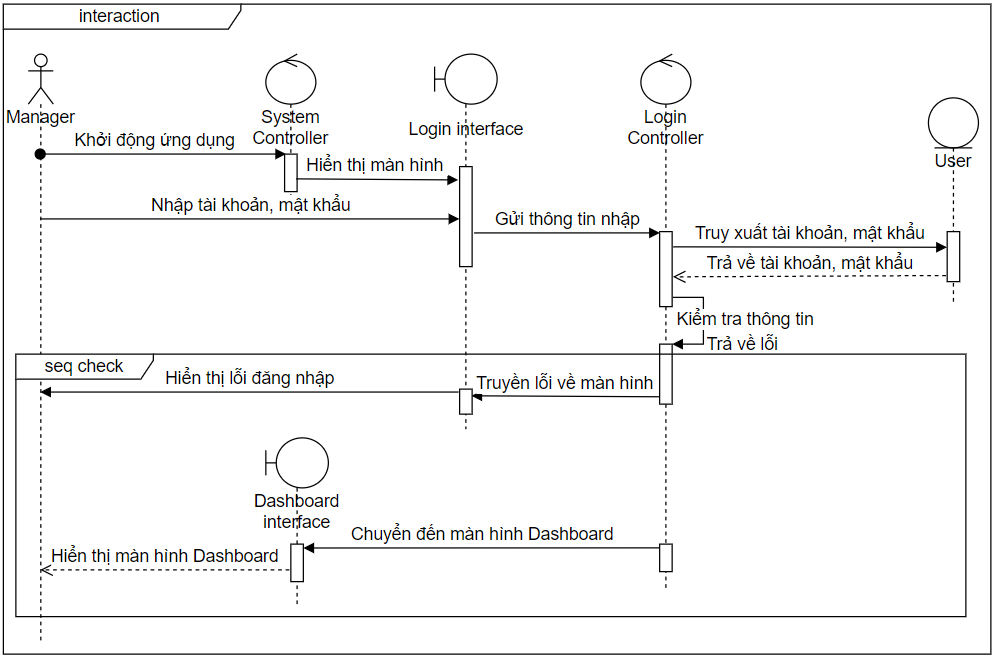 interaction
Manager
System
Controller
Login interface
Login
Controller
User
Khởi động ứng dụng
Hiển thị màn hình
Nhập tài khoản, mật khẩu
Gửi thông tin nhập
Truy xuất tài khoản, mật khẩu
Trả về tài khoản, mật khẩu
Kiểm tra thông tin
Trả về lỗi
seq check
Hiển thị lỗi đăng nhập
Truyền lỗi về màn hình
Dashboard
interface
Chuyển đến màn hình Dashboard
Hiển thị màn hình Dashboard